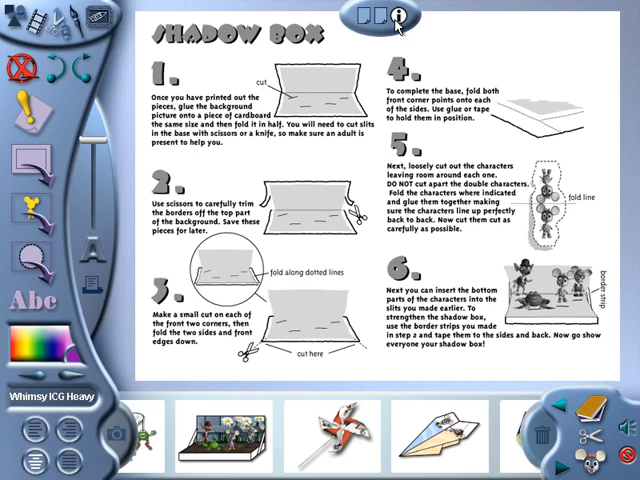 SHADOW BOX
1.
cut
Once you have printed out the
pieces, glue the background
picture onto a piece of cardboard
the same size and then fold it in half. You will need to cut slits
in the base with scissors or a knife, so make sure an adult is
present to help you.
2.
Use scissors to carefully trim
the borders off the top part
of the background. Save these
pieces for later.
fold along dotted lines
3.
Make a small cut on each of
the front two corners, then
fold the two sides and front
edges down.
cut here
4.
To complete the base, fold both
front corner points onto each
of the sides. Use glue or tape
to hold them in position.
5.
Next, loosely cut out the characters
leaving room around each one.
DO NOT cut apart the double characters.
Fold the characters where indicated
and glue them together making
sure the characters line up perfectly
back to back. Now cut them out as
carefully as possible.
fold line
6.
Next you can insert the bottom
parts of the characters into the
slits you made earlier. To
strengthen the shadow box,
use the border strips you made
in step 2 and tape them to the sides and back. Now go show
everyone your shadow box!
border strip
A
Abc
Whimsy ICG Heavy